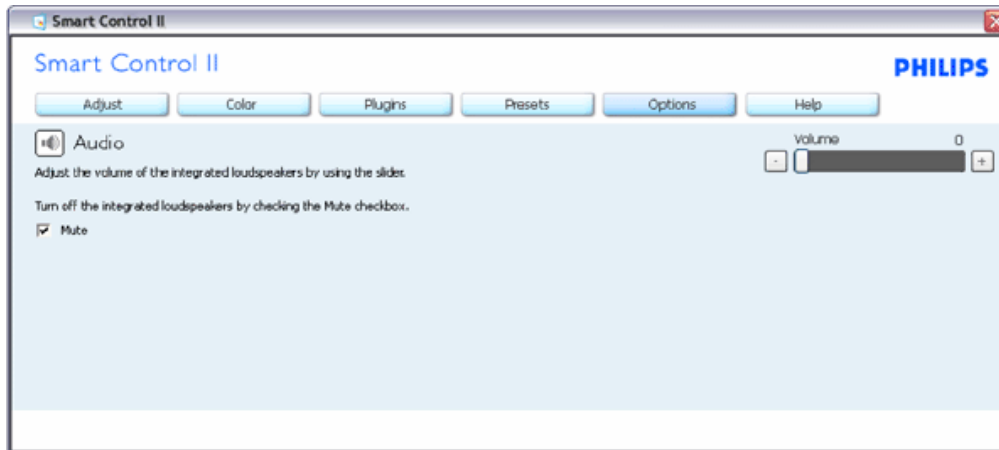 Smart Control II
Smart Control II
PHILIPS
Adjust Color Plugins Presets Options Help
Audio
Volume 0
- +
Adjust the volume of the integrated loudspeakers by using the slider.
Turn off the integrated loudspeakers by checking the Mute checkbox.
Mute